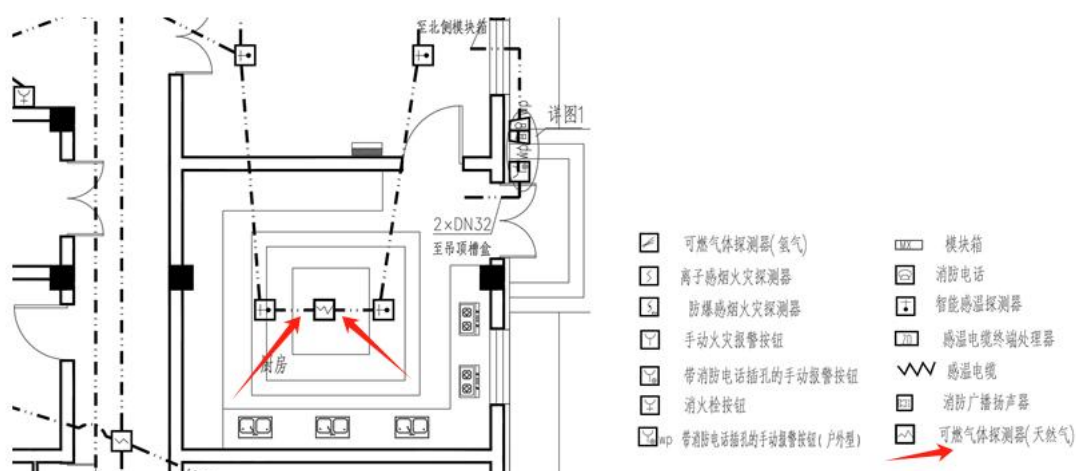 至北侧模块箱
详图1
wp
wp
2×DN32
至吊顶槽盒
厨房
可燃气体探测器(氢气)
离子感烟火灾探测器
防爆感烟火灾探测器
手动火灾报警按钮
带消防电话插孔的手动报警按钮
消火栓按钮
wp 带消防电话插孔的手动报警按钮(户外型)
MX 模块箱
消防电话
智能感温探测器
ZD 感温电缆终端处理器
感温电缆
消防广播扬声器
可燃气体探测器(天然气)